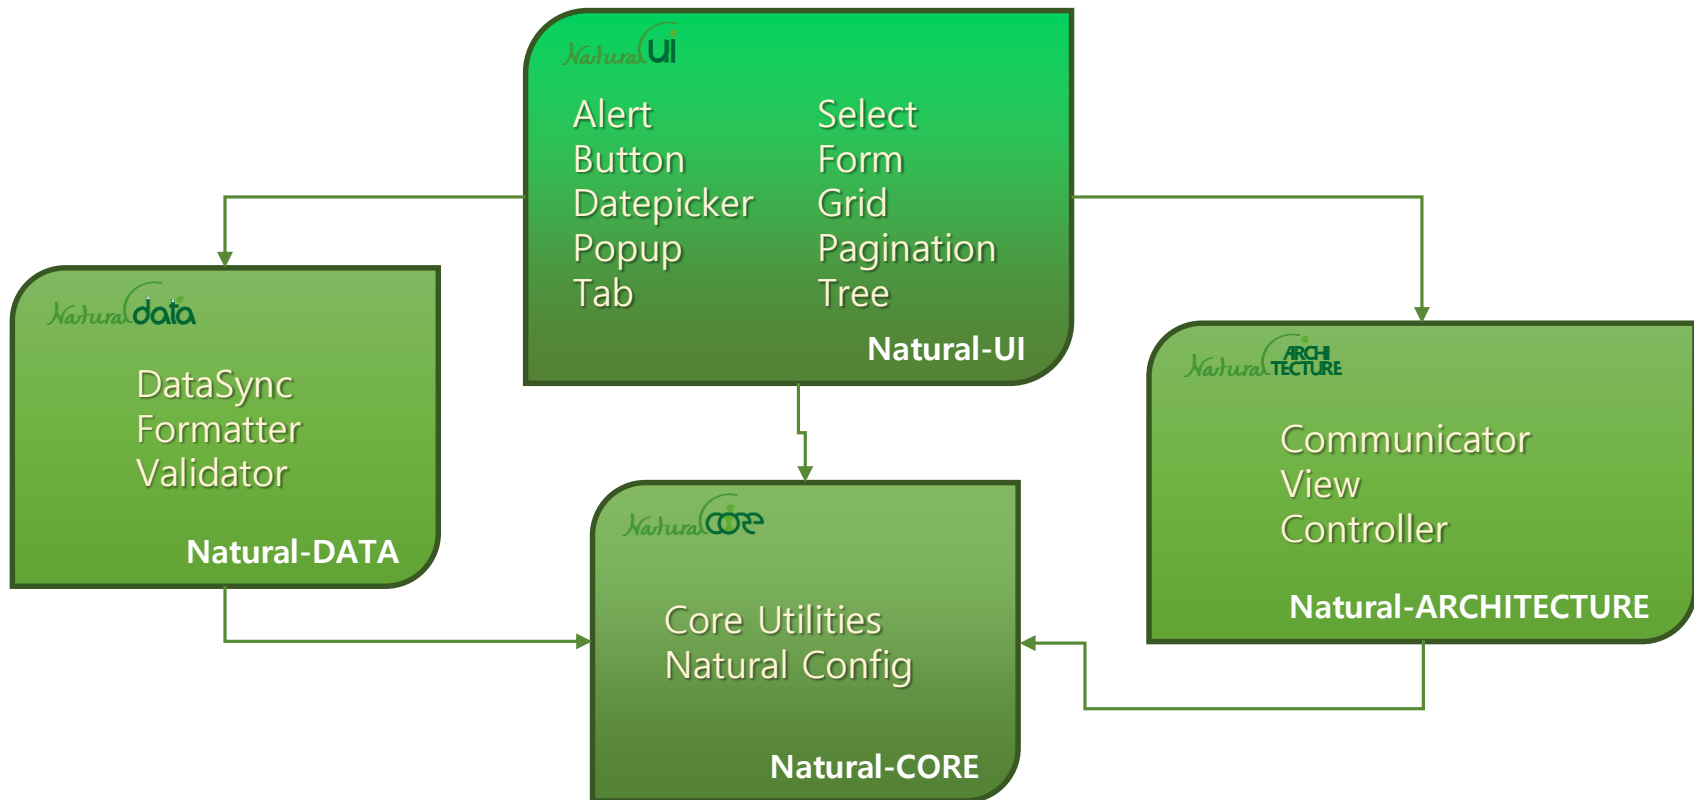 Natural ui
Alert
Button
Datepicker
Popup
Tab
Select
Form
Grid
Pagination
Tree
Natural-UI
Natural data
DataSync
Formatter
Validator
Natural-DATA
Natural ARCHI
TECTURE
Communicator
View
Controller
Natural-ARCHITECTURE
Natural CORE
Core Utilities
Natural Config
Natural-CORE